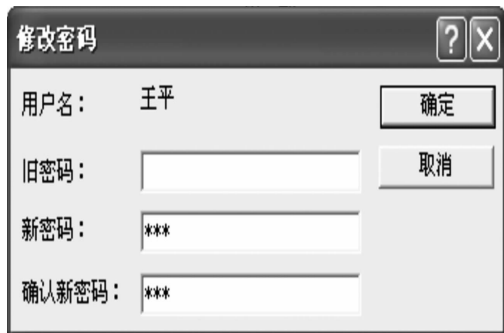 修改密码
用户名： 王平 确定
旧密码： 取消
新密码： ***
确认新密码： ***